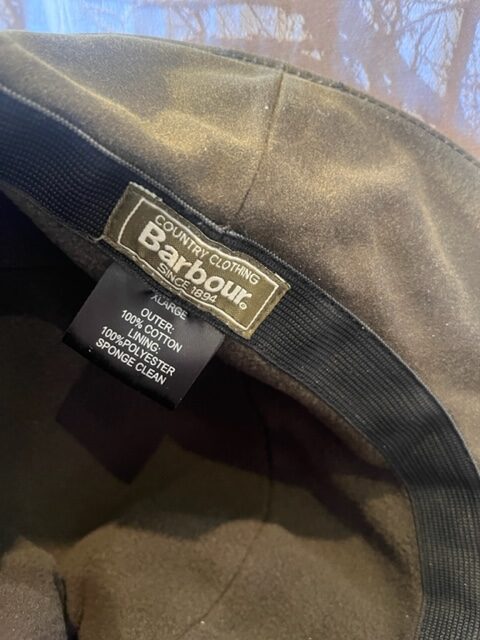 COUNTRY CLOTHING
Barbour
SINCE 1894
XLARGE
OUTER:
100% COTTON
LINING:
100%POLYESTER
SPONGE CLEAN